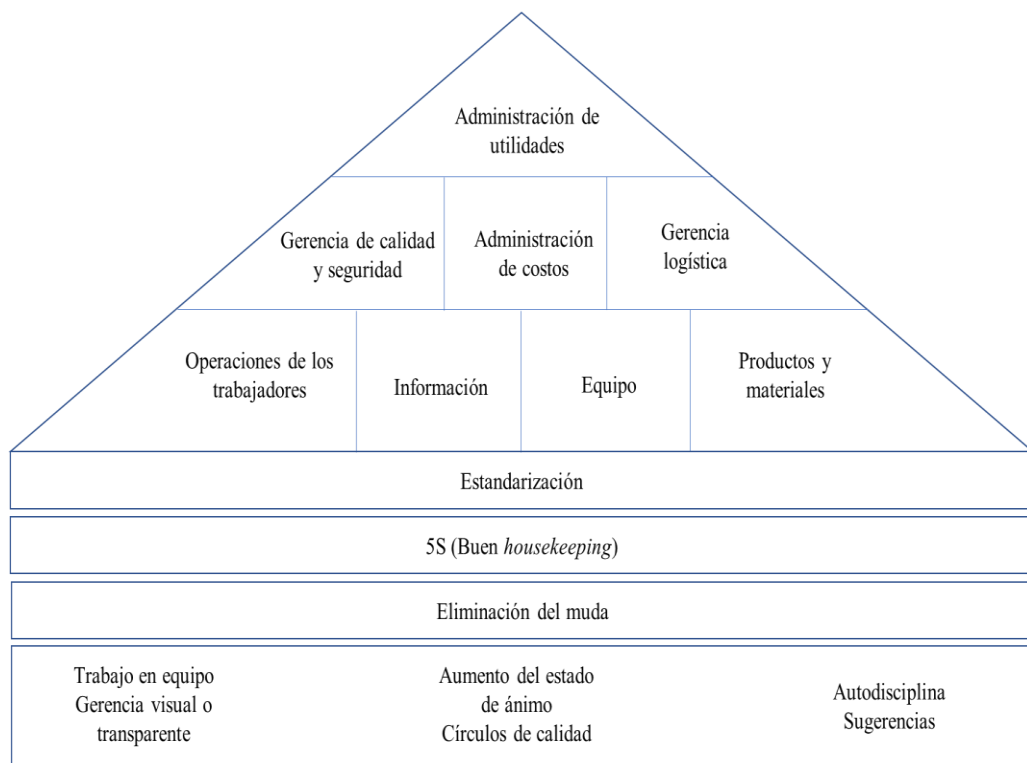 Administración de
utilidades
Gerencia de calidad
y seguridad
Administración
de costos
Gerencia
logística
Operaciones de los
trabajadores
Información
Equipo
Productos y
materiales
Estandarización
5S (Buen housekeeping)
Eliminación del muda
Trabajo en equipo
Gerencia visual o
transparente
Aumento del estado
de ánimo
Círculos de calidad
Autodisciplina
Sugerencias